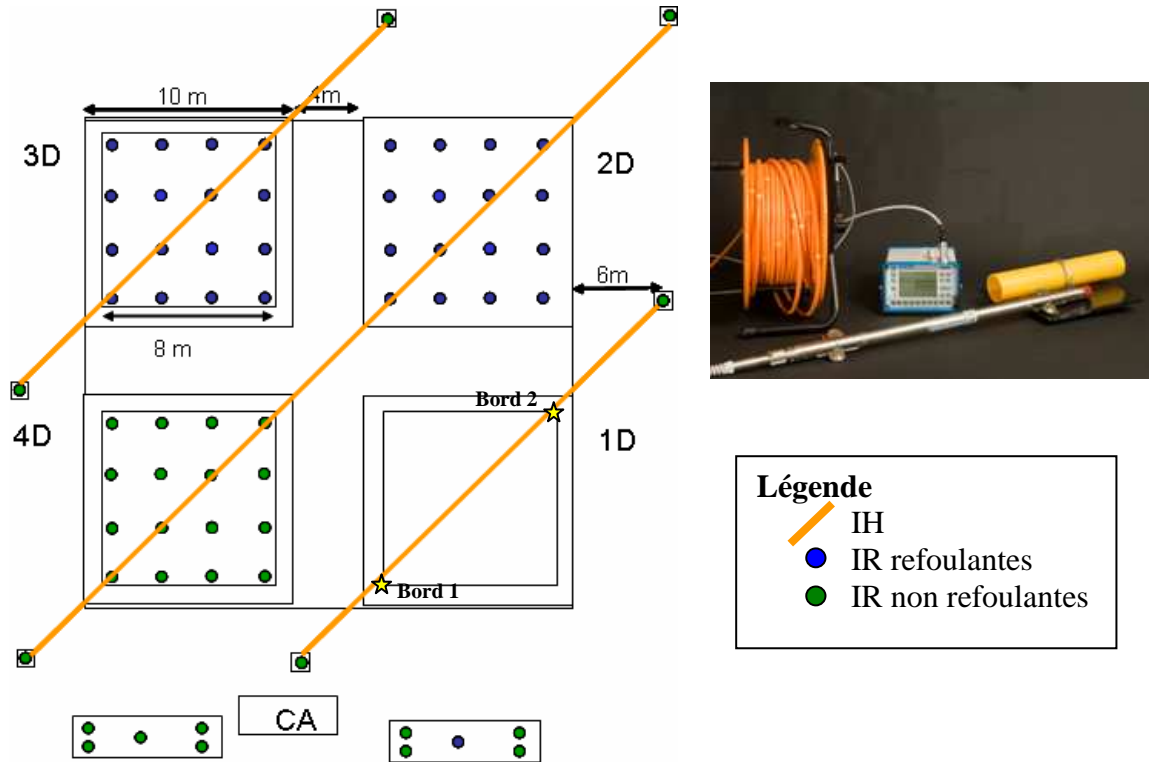 10 m
4m
3D
2D
6m
8 m
Bord 2
4D
1D
Bord 1
CA
Légende
IH
IR refoulantes
IR non refoulantes